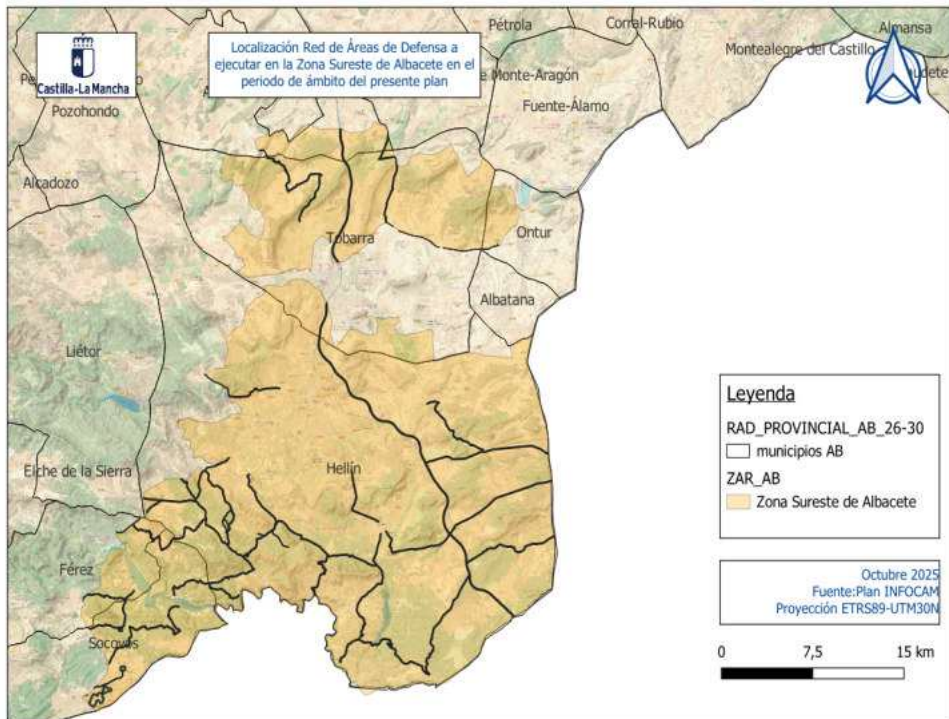 Castilla-La Mancha
Localización Red de Áreas de Defensa a
ejecutar en la Zona Sureste de Albacete en el
periodo de ámbito del presente plan
Pétrola
Corral-Rubio
Almansa
Montealegre del Castillo
de Monte-Aragón
Fuente-Álamo
Pozohondo
Alcadozo
Tobarra
Ontur
Albatana
Liétor
Elche de la Sierra
Hellín
Férez
Socovos
Leyenda
RAD_PROVINCIAL_AB_26-30
municipios AB
ZAR_AB
Zona Sureste de Albacete
Octubre 2025
Fuente:Plan INFOCAM
Proyección ETRS89-UTM30N
0 7,5 15 km